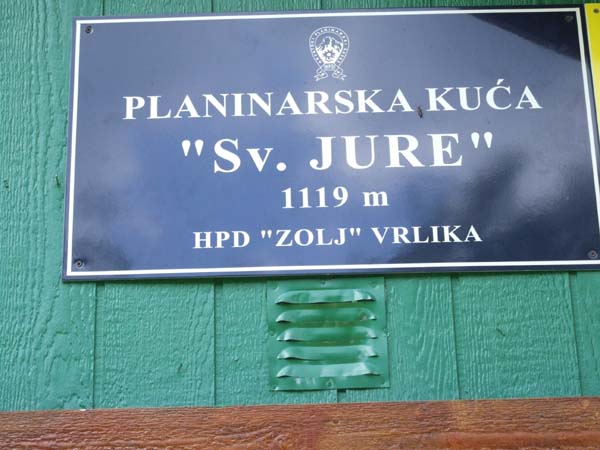 PLANINARSKA KUĆA
"Sv. JURE"
1119 m
HPD "ZOLJ" VRLIKA